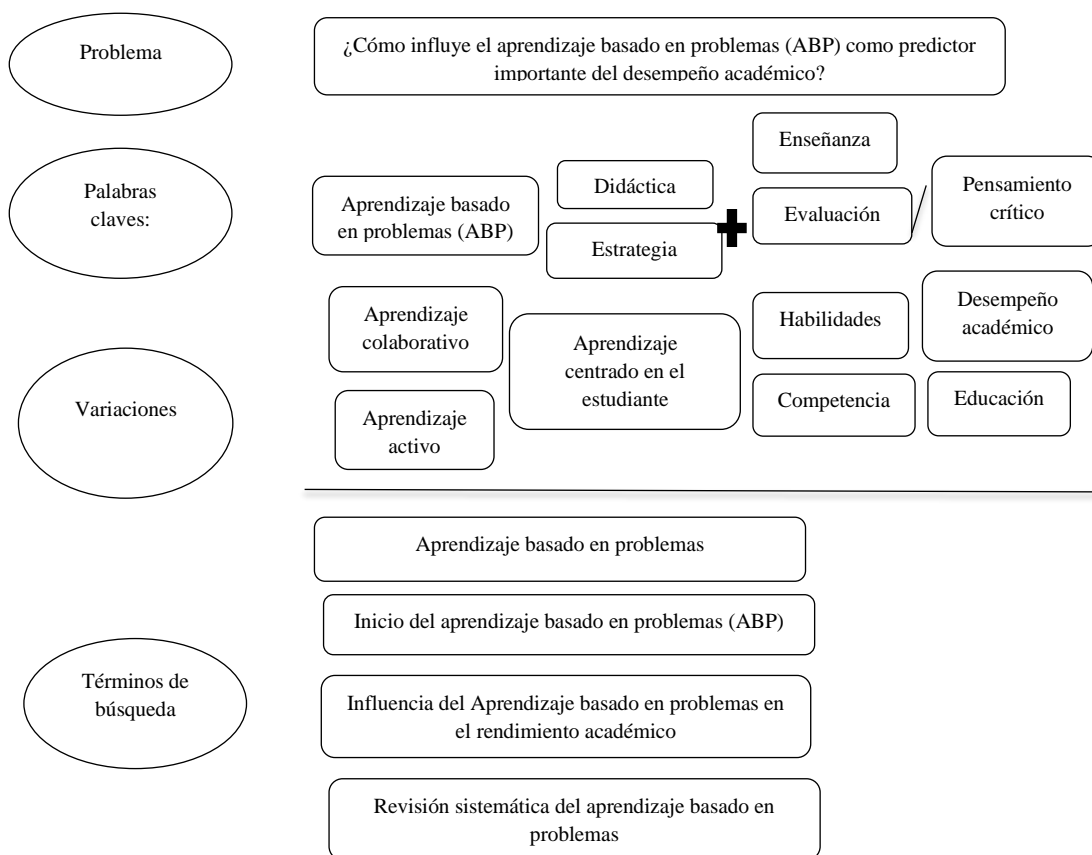 Problema
¿Cómo influye el aprendizaje basado en problemas (ABP) como predictor
importante del desempeño académico?
Palabras
claves:
Aprendizaje basado
en problemas (ABP)
Didáctica
Estrategia
Enseñanza
Evaluación
Pensamiento
crítico
Variaciones
Aprendizaje
colaborativo
Aprendizaje
activo
Aprendizaje
centrado en el
estudiante
Habilidades
Competencia
Desempeño
académico
Educación
Términos de
búsqueda
Aprendizaje basado en problemas
Inicio del aprendizaje basado en problemas (ABP)
Influencia del Aprendizaje basado en problemas en
el rendimiento académico
Revisión sistemática del aprendizaje basado en
problemas